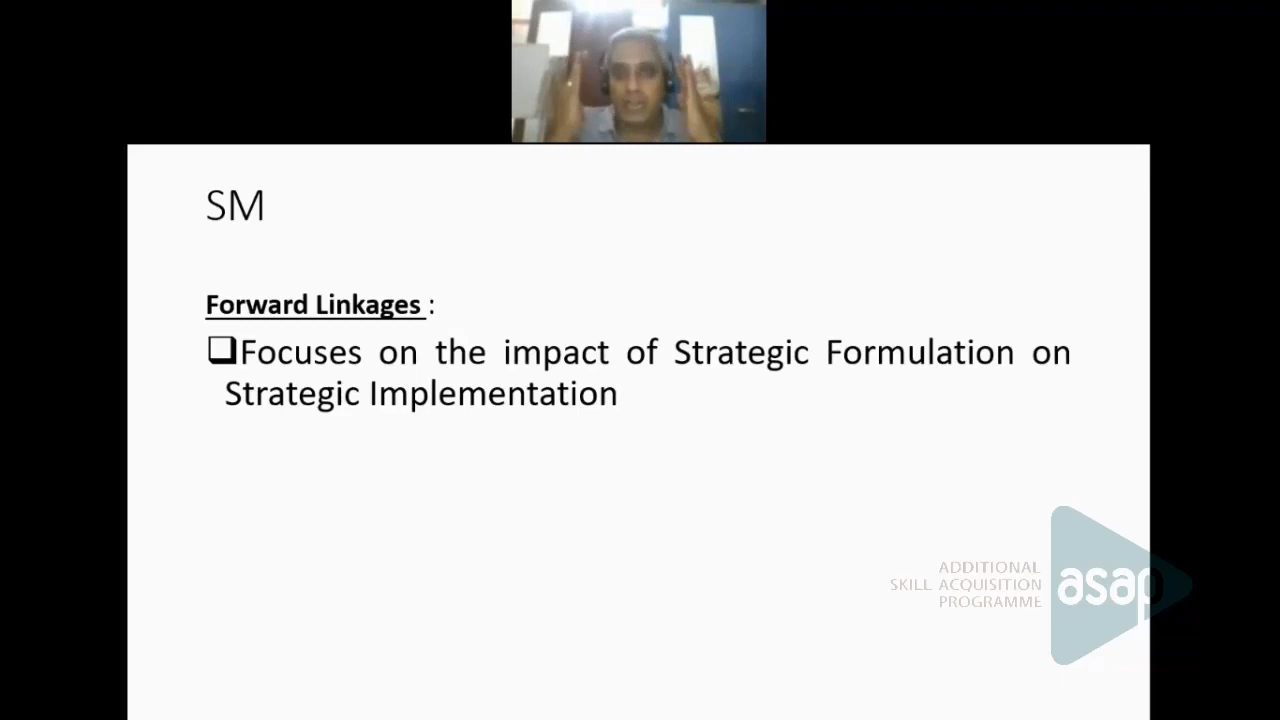 SM
Forward Linkages :
❑Focuses on the impact of Strategic Formulation on
Strategic Implementation
ADDITIONAL
SKILL ACQUISITION
PROGRAMME
asap